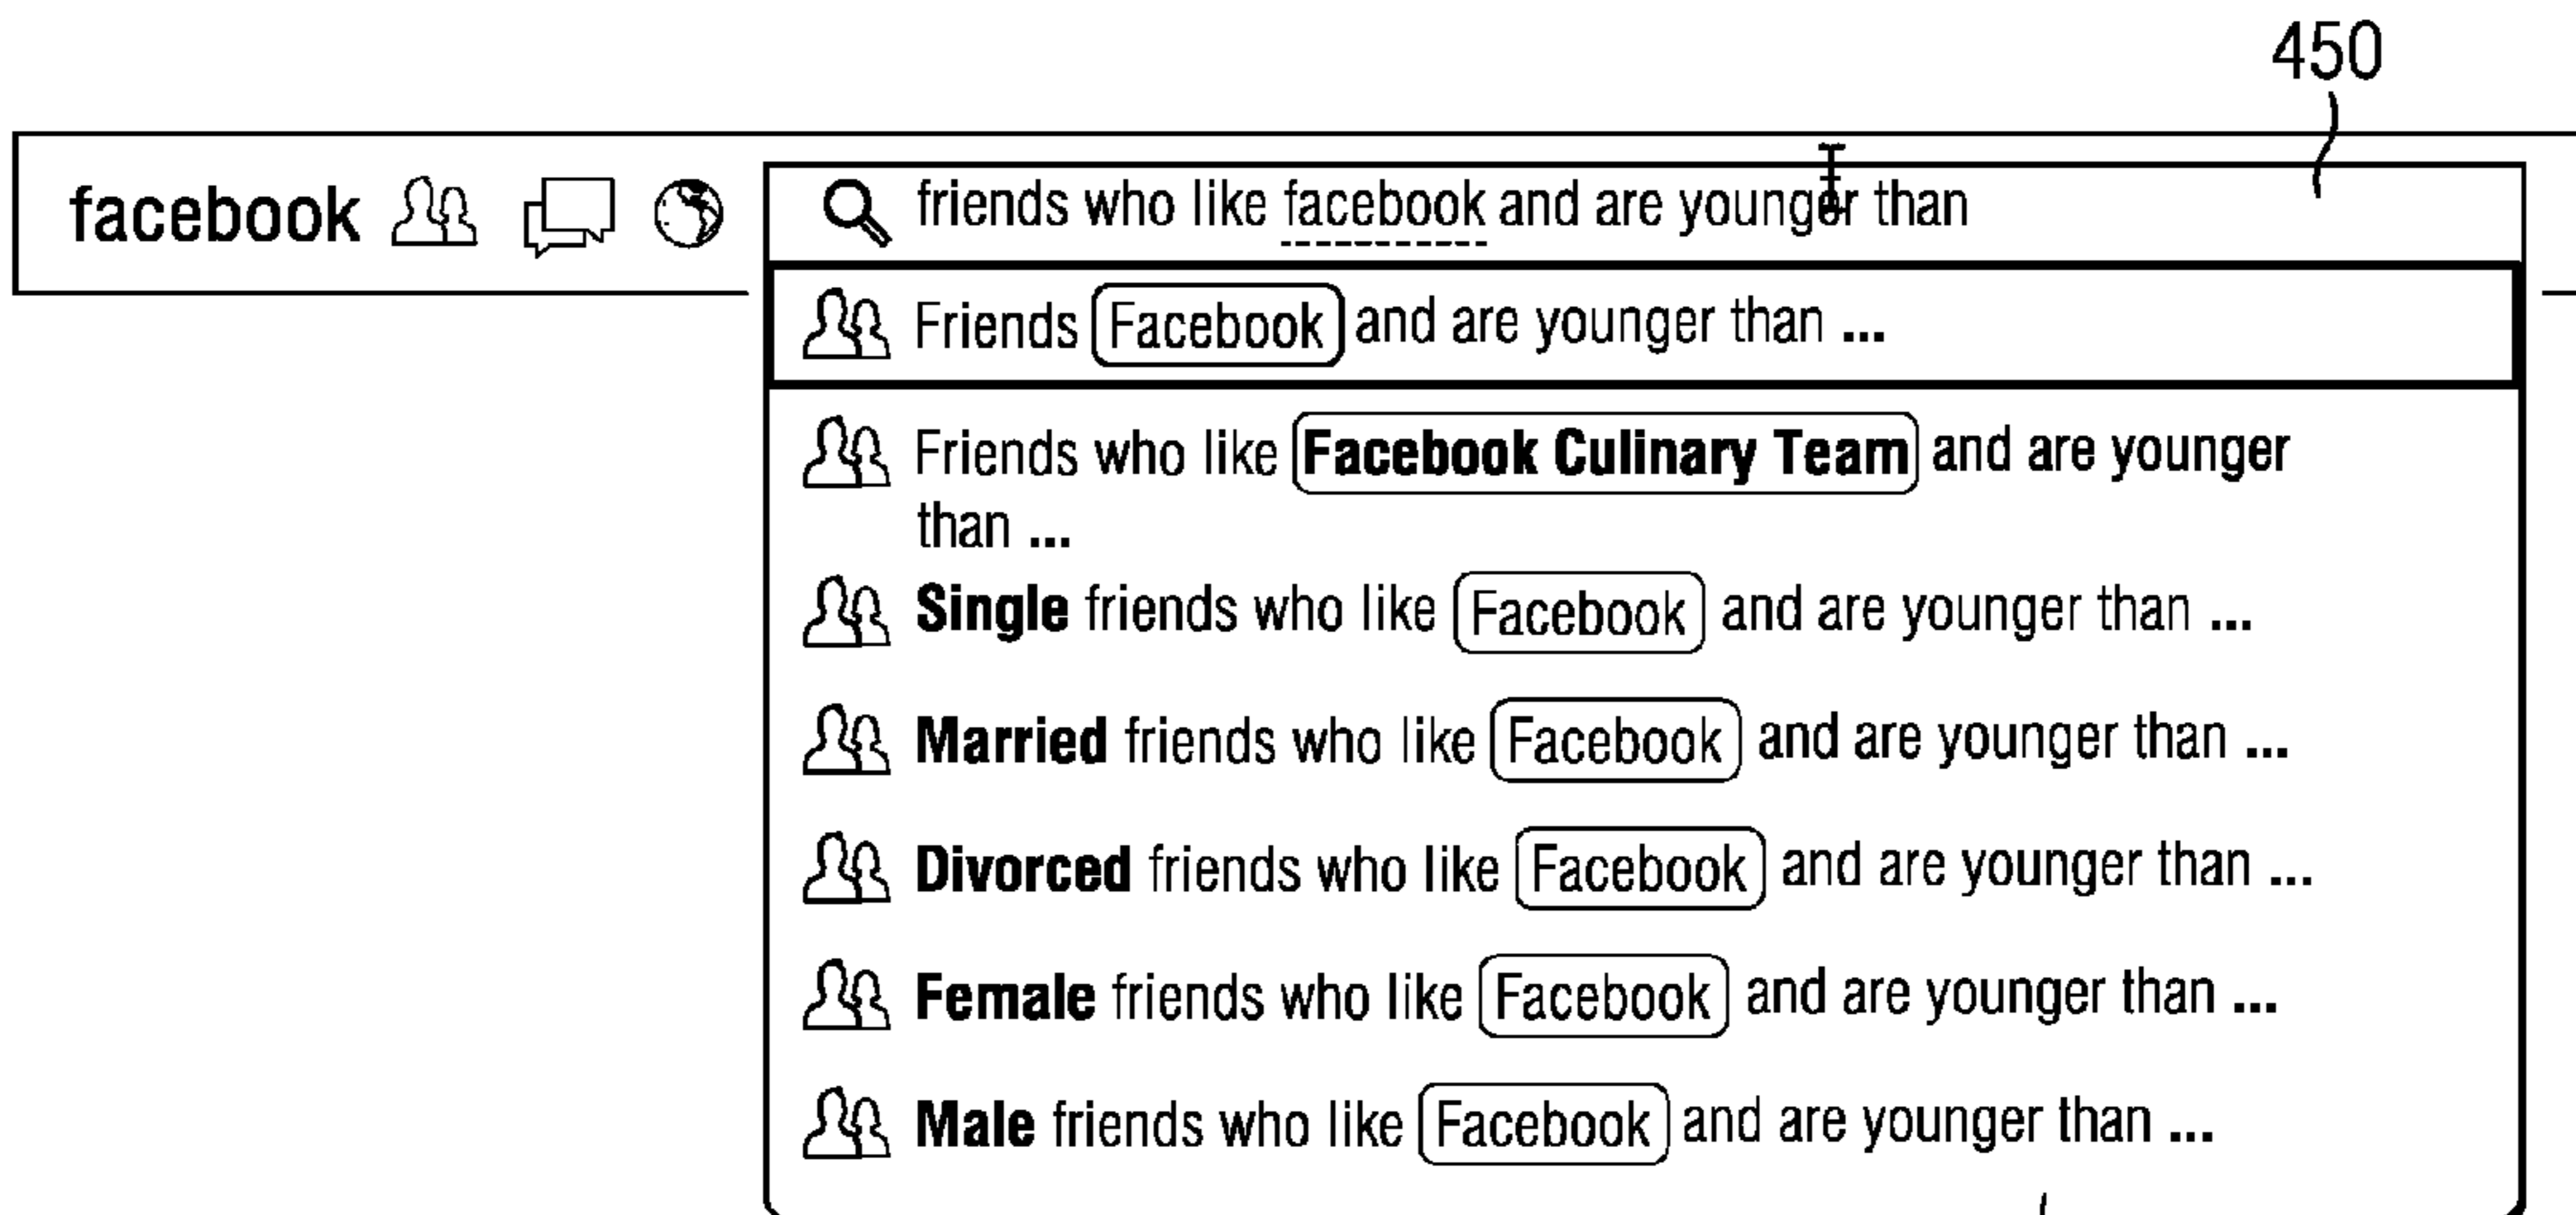 450
facebook friends who like facebook and are younger than
Friends Facebook and are younger than ...
Friends who like Facebook Culinary Team and are younger
than ...
Single friends who like Facebook and are younger than ...
Married friends who like Facebook and are younger than ...
Divorced friends who like Facebook and are younger than ...
Female friends who like Facebook and are younger than ...
Male friends who like Facebook and are younger than ...